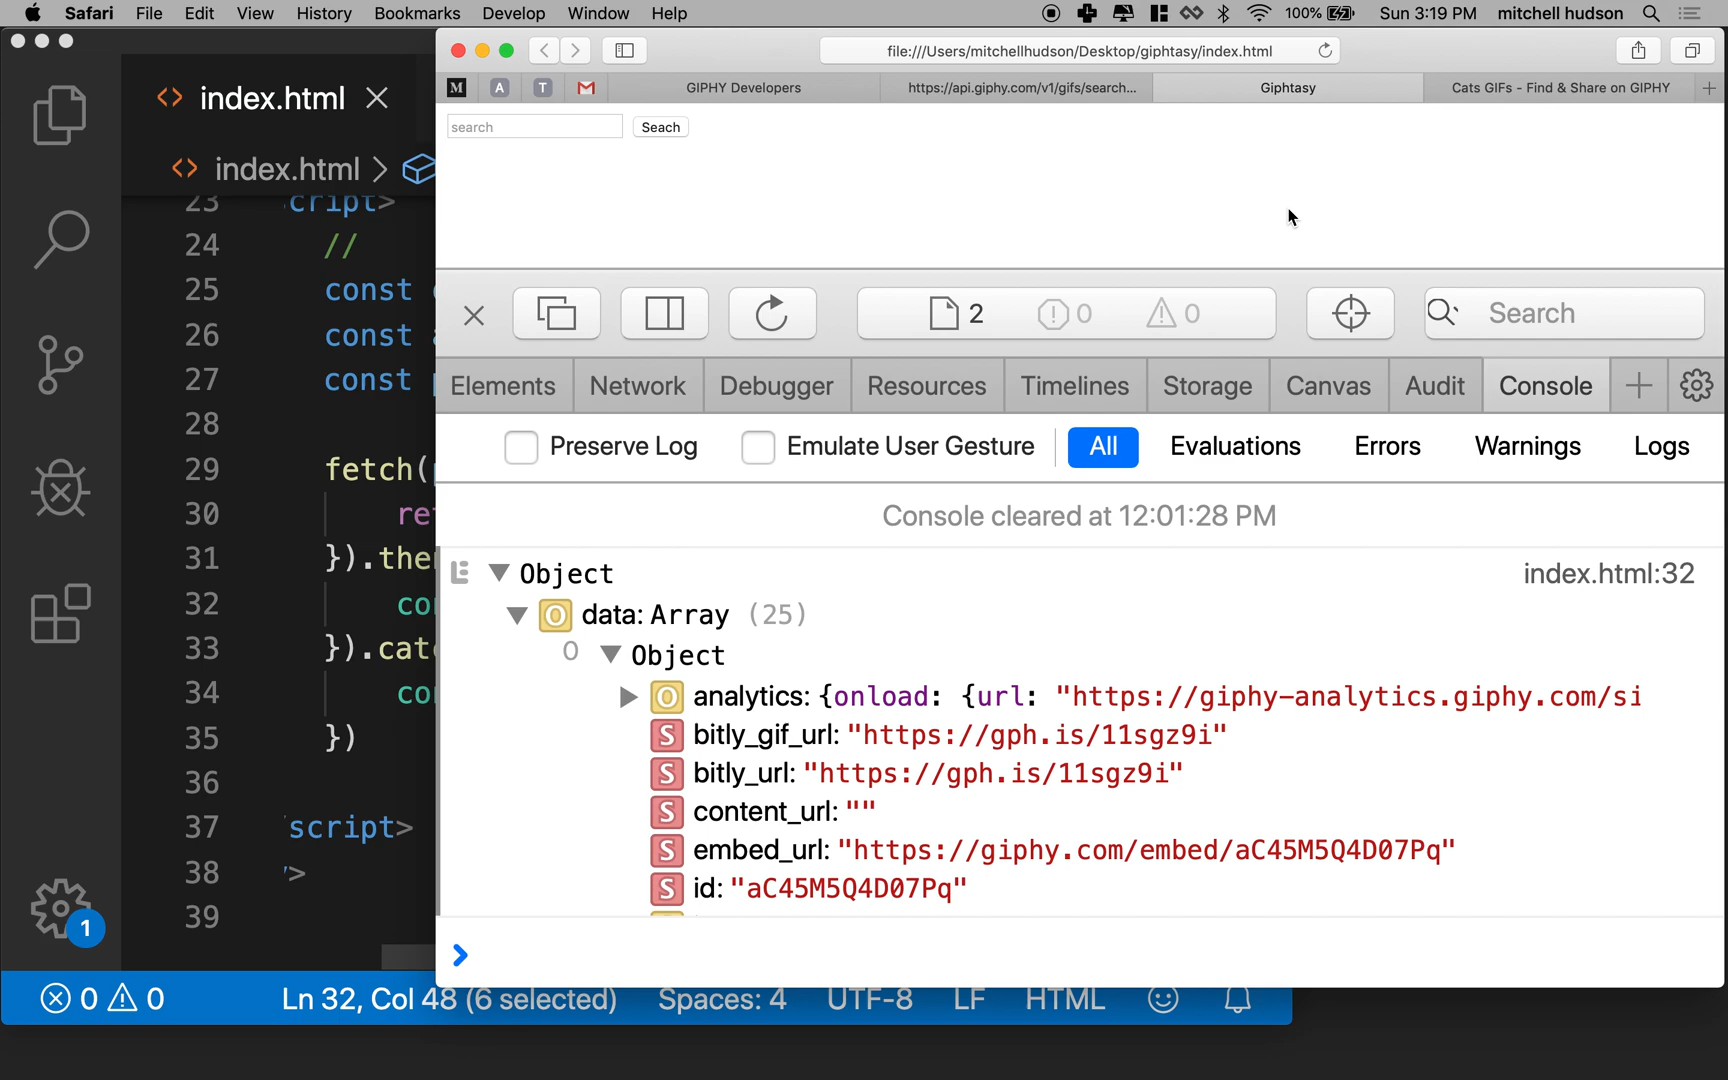 Safari File Edit View History Bookmarks Develop Window Help 100% Sun 3:19 PM mitchell hudson
file:///Users/mitchellhudson/Desktop/giphtasy/index.html
M A T GIPHY Developers https://api.giphy.com/v1/gifs/search... Giphtasy Cats GIFs - Find & Share on GIPHY
search Seach
index.html
index.html
23 cript>
24 //
25 const
26 const
27 const
28
29 fetch(
30 re
31 }).the
32 co
33 }).cat
34 co
35 })
36
37 script>
38 >
39
1
2 0 0 Search
Elements Network Debugger Resources Timelines Storage Canvas Audit Console
Preserve Log Emulate User Gesture All Evaluations Errors Warnings Logs
Console cleared at 12:01:28 PM
E Object index.html:32
O data: Array (25)
0 Object
O analytics: {onload: {url: "https://giphy-analytics.giphy.com/si
S bitly_gif_url: "https://gph.is/11sgz9i"
S bitly_url: "https://gph.is/11sgz9i"
S content_url: ""
S embed_url: "https://giphy.com/embed/aC45M5Q4D07Pq"
S id: "aC45M5Q4D07Pq"
0 0 Ln 32, Col 48 (6 selected) Spaces: 4 UTF-8 LF HTML